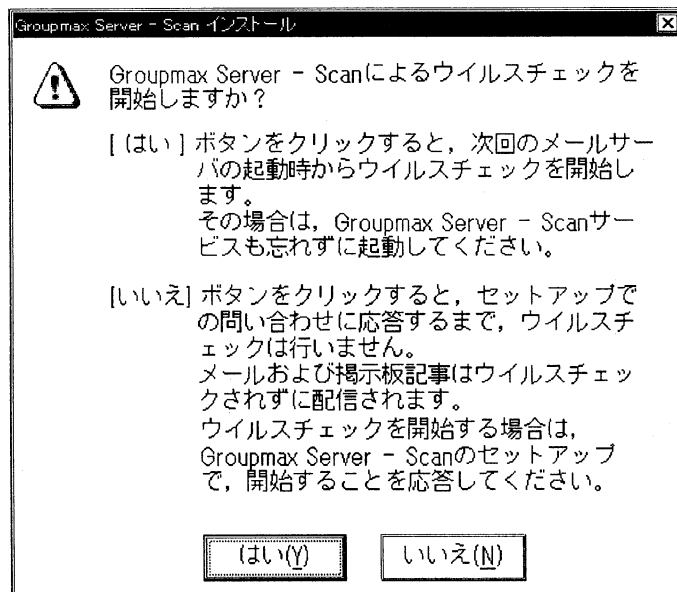 Groupmax Server - Scan インストール
Groupmax Server - Scanによるウイルスチェックを
開始しますか？
[ はい ] ボタンをクリックすると，次回のメールサー
バの起動時からウイルスチェックを開始し
ます。
その場合は，Groupmax Server - Scanサー
ビスも忘れずに起動してください。
[いいえ] ボタンをクリックすると，セットアップで
の問い合わせに応答するまで，ウイルスチ
ェックは行いません。
メールおよび掲示板記事はウイルスチェッ
クされずに配信されます。
ウイルスチェックを開始する場合は，
Groupmax Server - Scanのセットアップ
で，開始することを応答してください。
はい(Y)
いいえ(N)